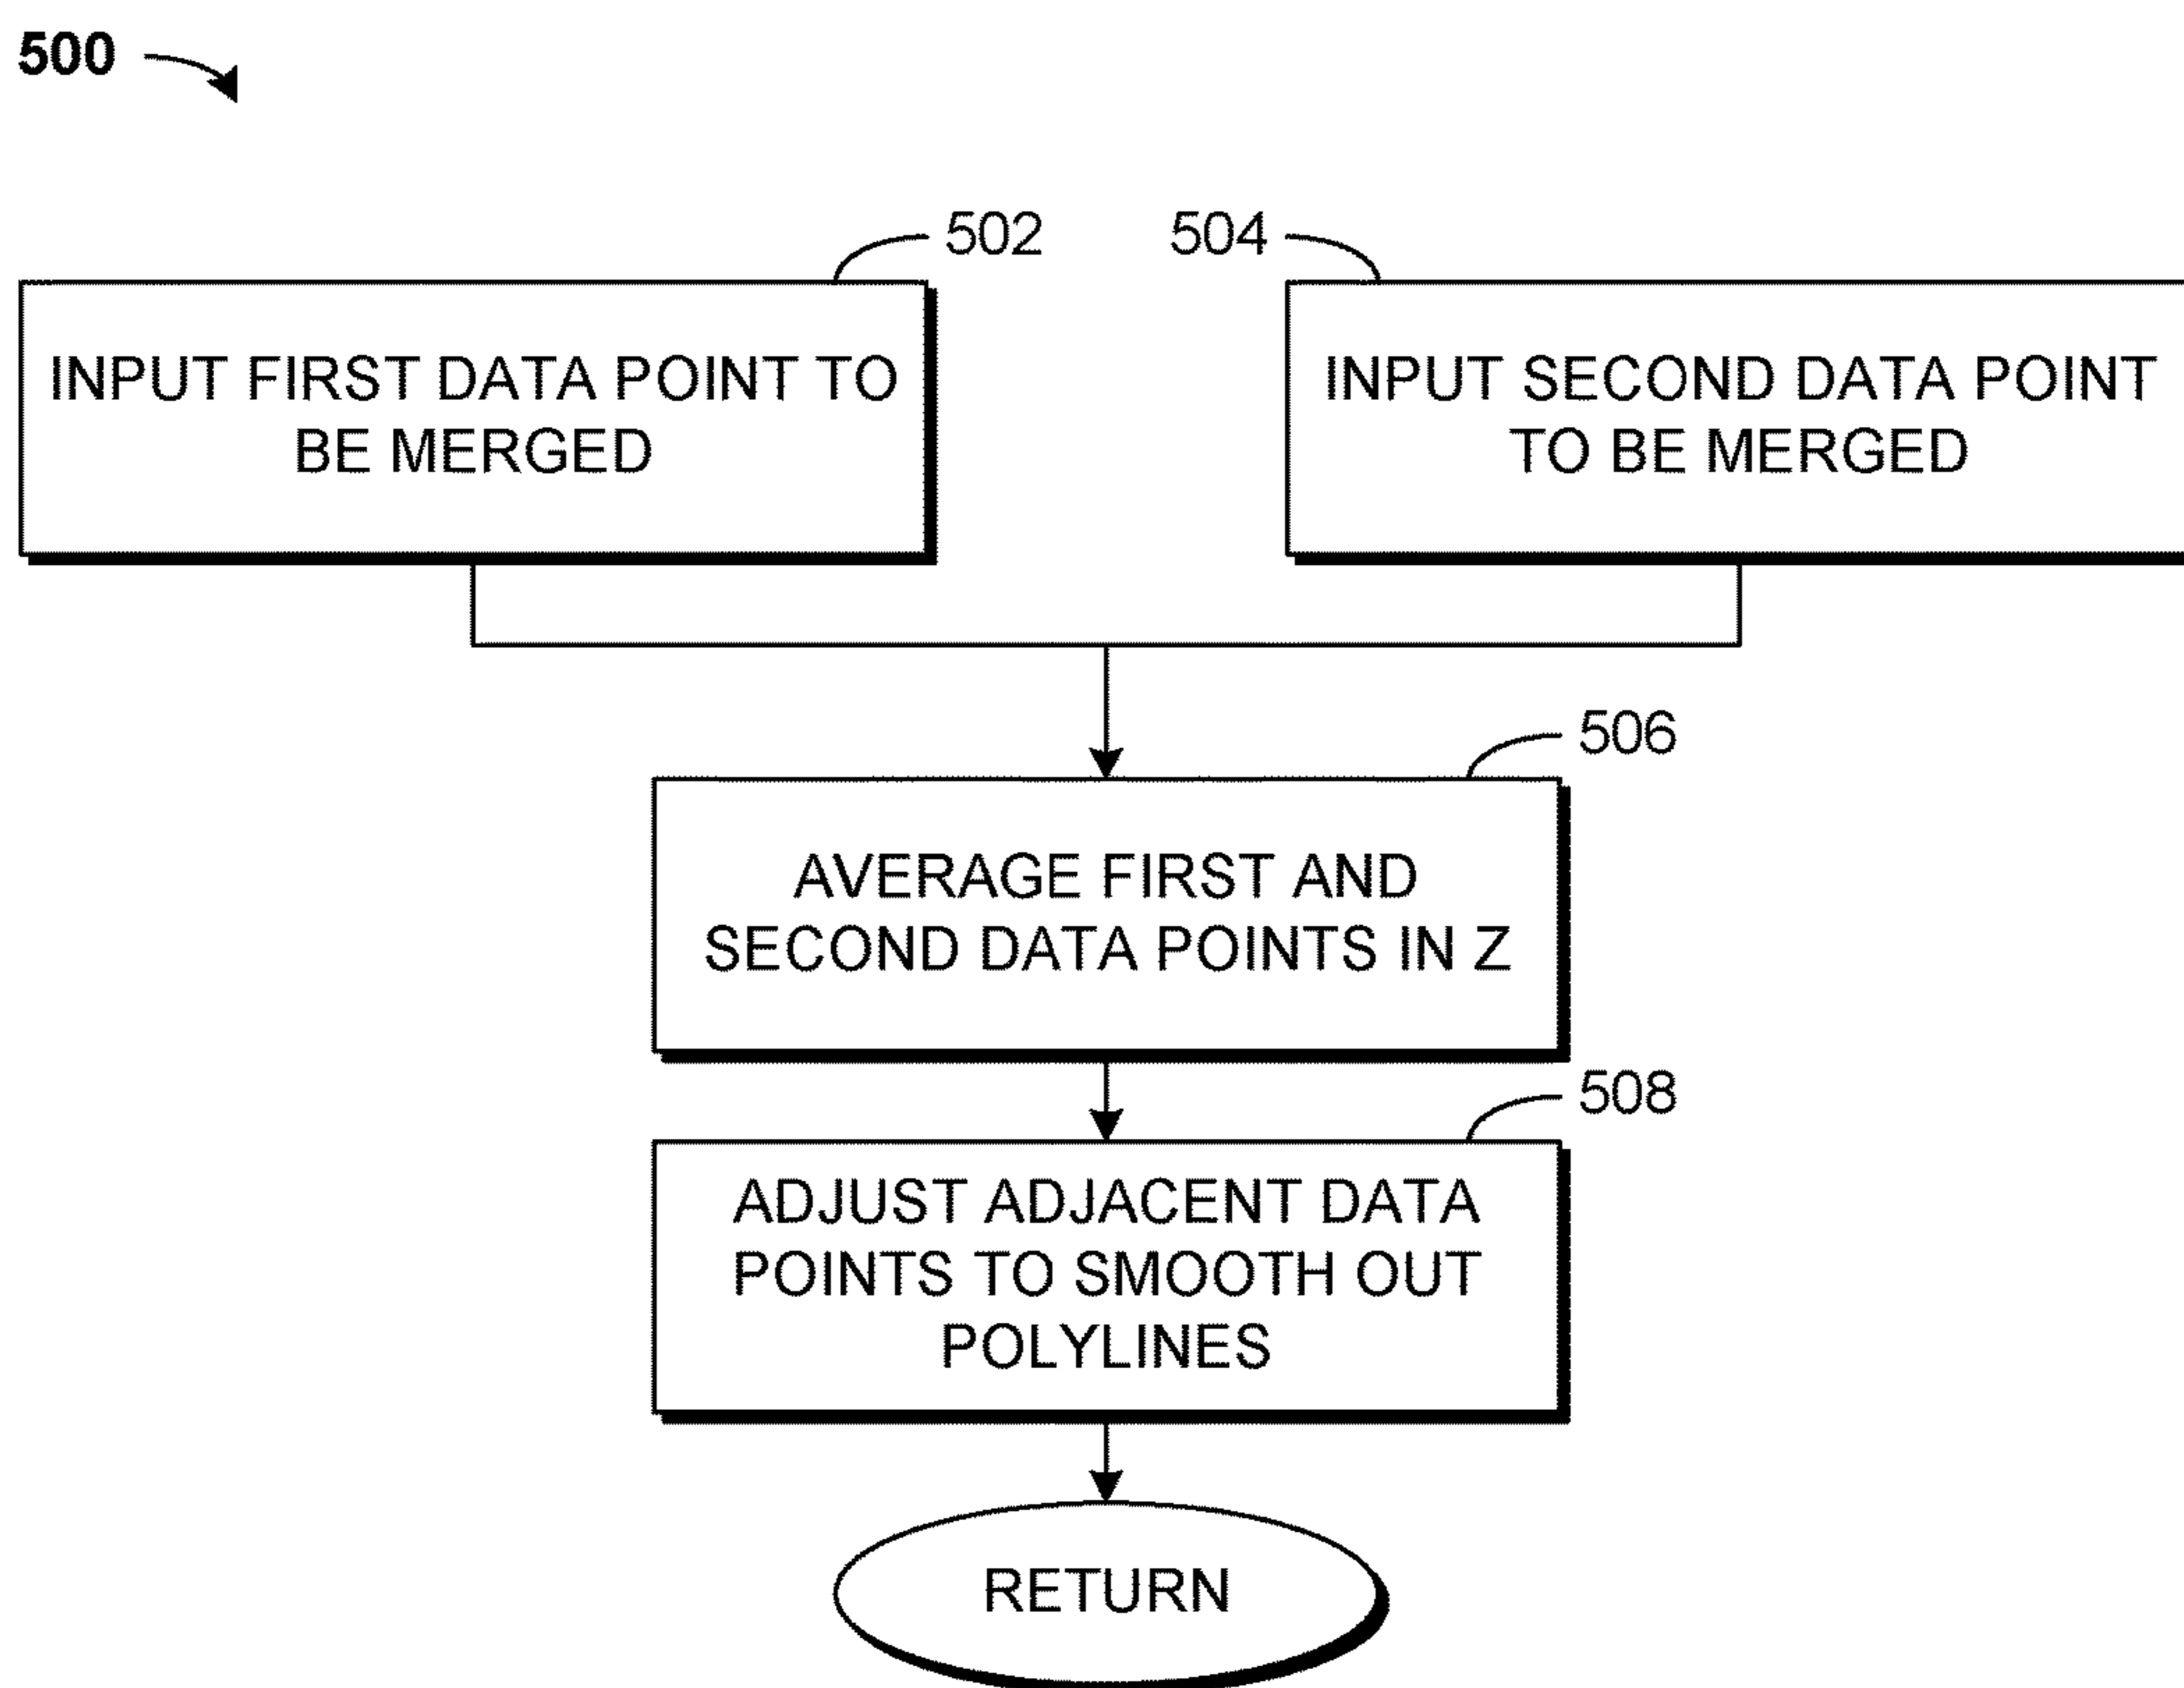 500
502
504
INPUT FIRST DATA POINT TO
BE MERGED
INPUT SECOND DATA POINT
TO BE MERGED
506
AVERAGE FIRST AND
SECOND DATA POINTS IN Z
508
ADJUST ADJACENT DATA
POINTS TO SMOOTH OUT
POLYLINES
RETURN